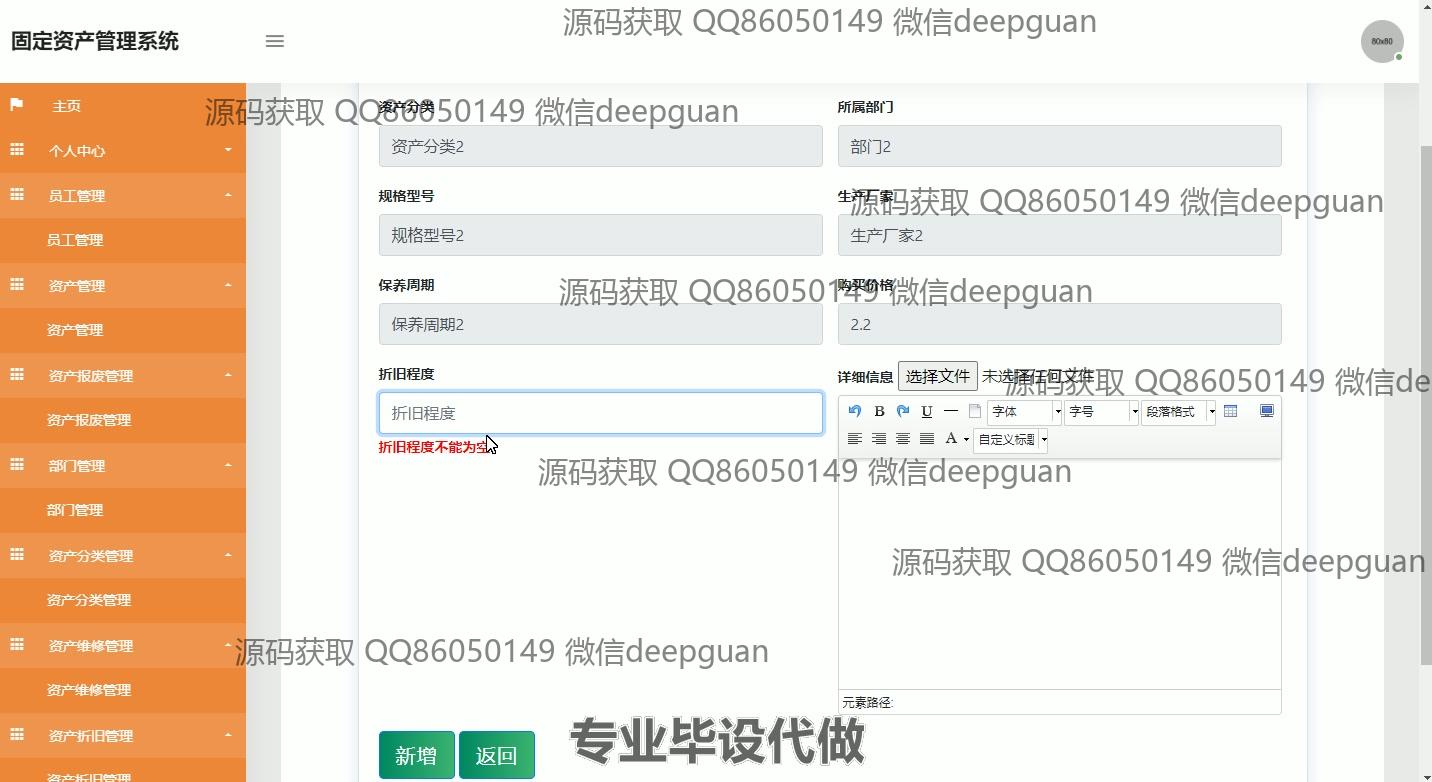 源码获取 QQ86050149 微信deepguan
固定资产管理系统
80x80
主页
源码获取 QQ86050149 微信deepguan
资产分类
所属部门
资产分类2
部门2
个人中心
员工管理
规格型号
生产厂家
源码获取 QQ86050149 微信deepguan
规格型号2
生产厂家2
员工管理
资产管理
保养周期
购买价格
源码获取 QQ86050149 微信deepguan
保养周期2
2.2
资产管理
资产报废管理
折旧程度
详细信息 选择文件 未选择任何文件
源码获取 QQ86050149 微信de
折旧程度
B U 字体 字号 段落格式
资产报废管理
折旧程度不能为空
A 自定义标题
部门管理
源码获取 QQ86050149 微信deepguan
部门管理
资产分类管理
源码获取 QQ86050149 微信deepguan
资产分类管理
资产维修管理
源码获取 QQ86050149 微信deepguan
资产维修管理
元素路径:
资产折旧管理
新增 返回
专业毕设代做
资产折旧管理